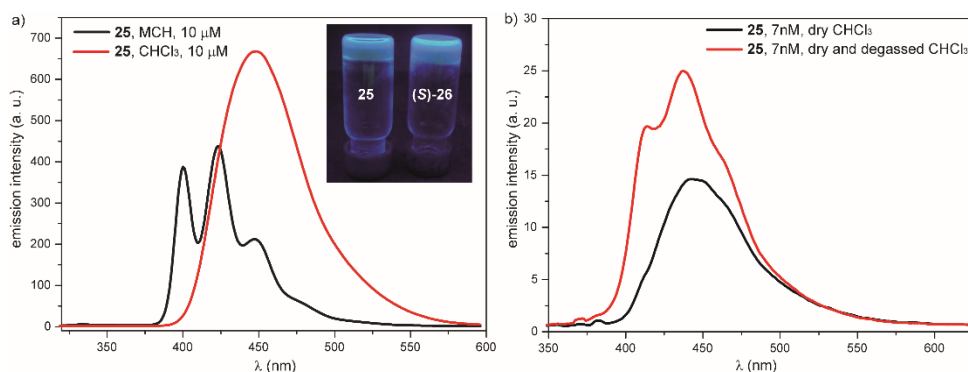 a)
25, MCH, 10 μM
25, CHCl₃, 10 μM
25
(S)-26
emission intensity (a. u.)
700
600
500
400
300
200
100
0
350
400
450
500
550
600
λ (nm)
b)
25, 7nM, dry CHCl₃
25, 7nM, dry and degassed CHCl₃
emission intensity (a. u.)
30
25
20
15
10
5
0
350
400
450
500
550
600
λ (nm)